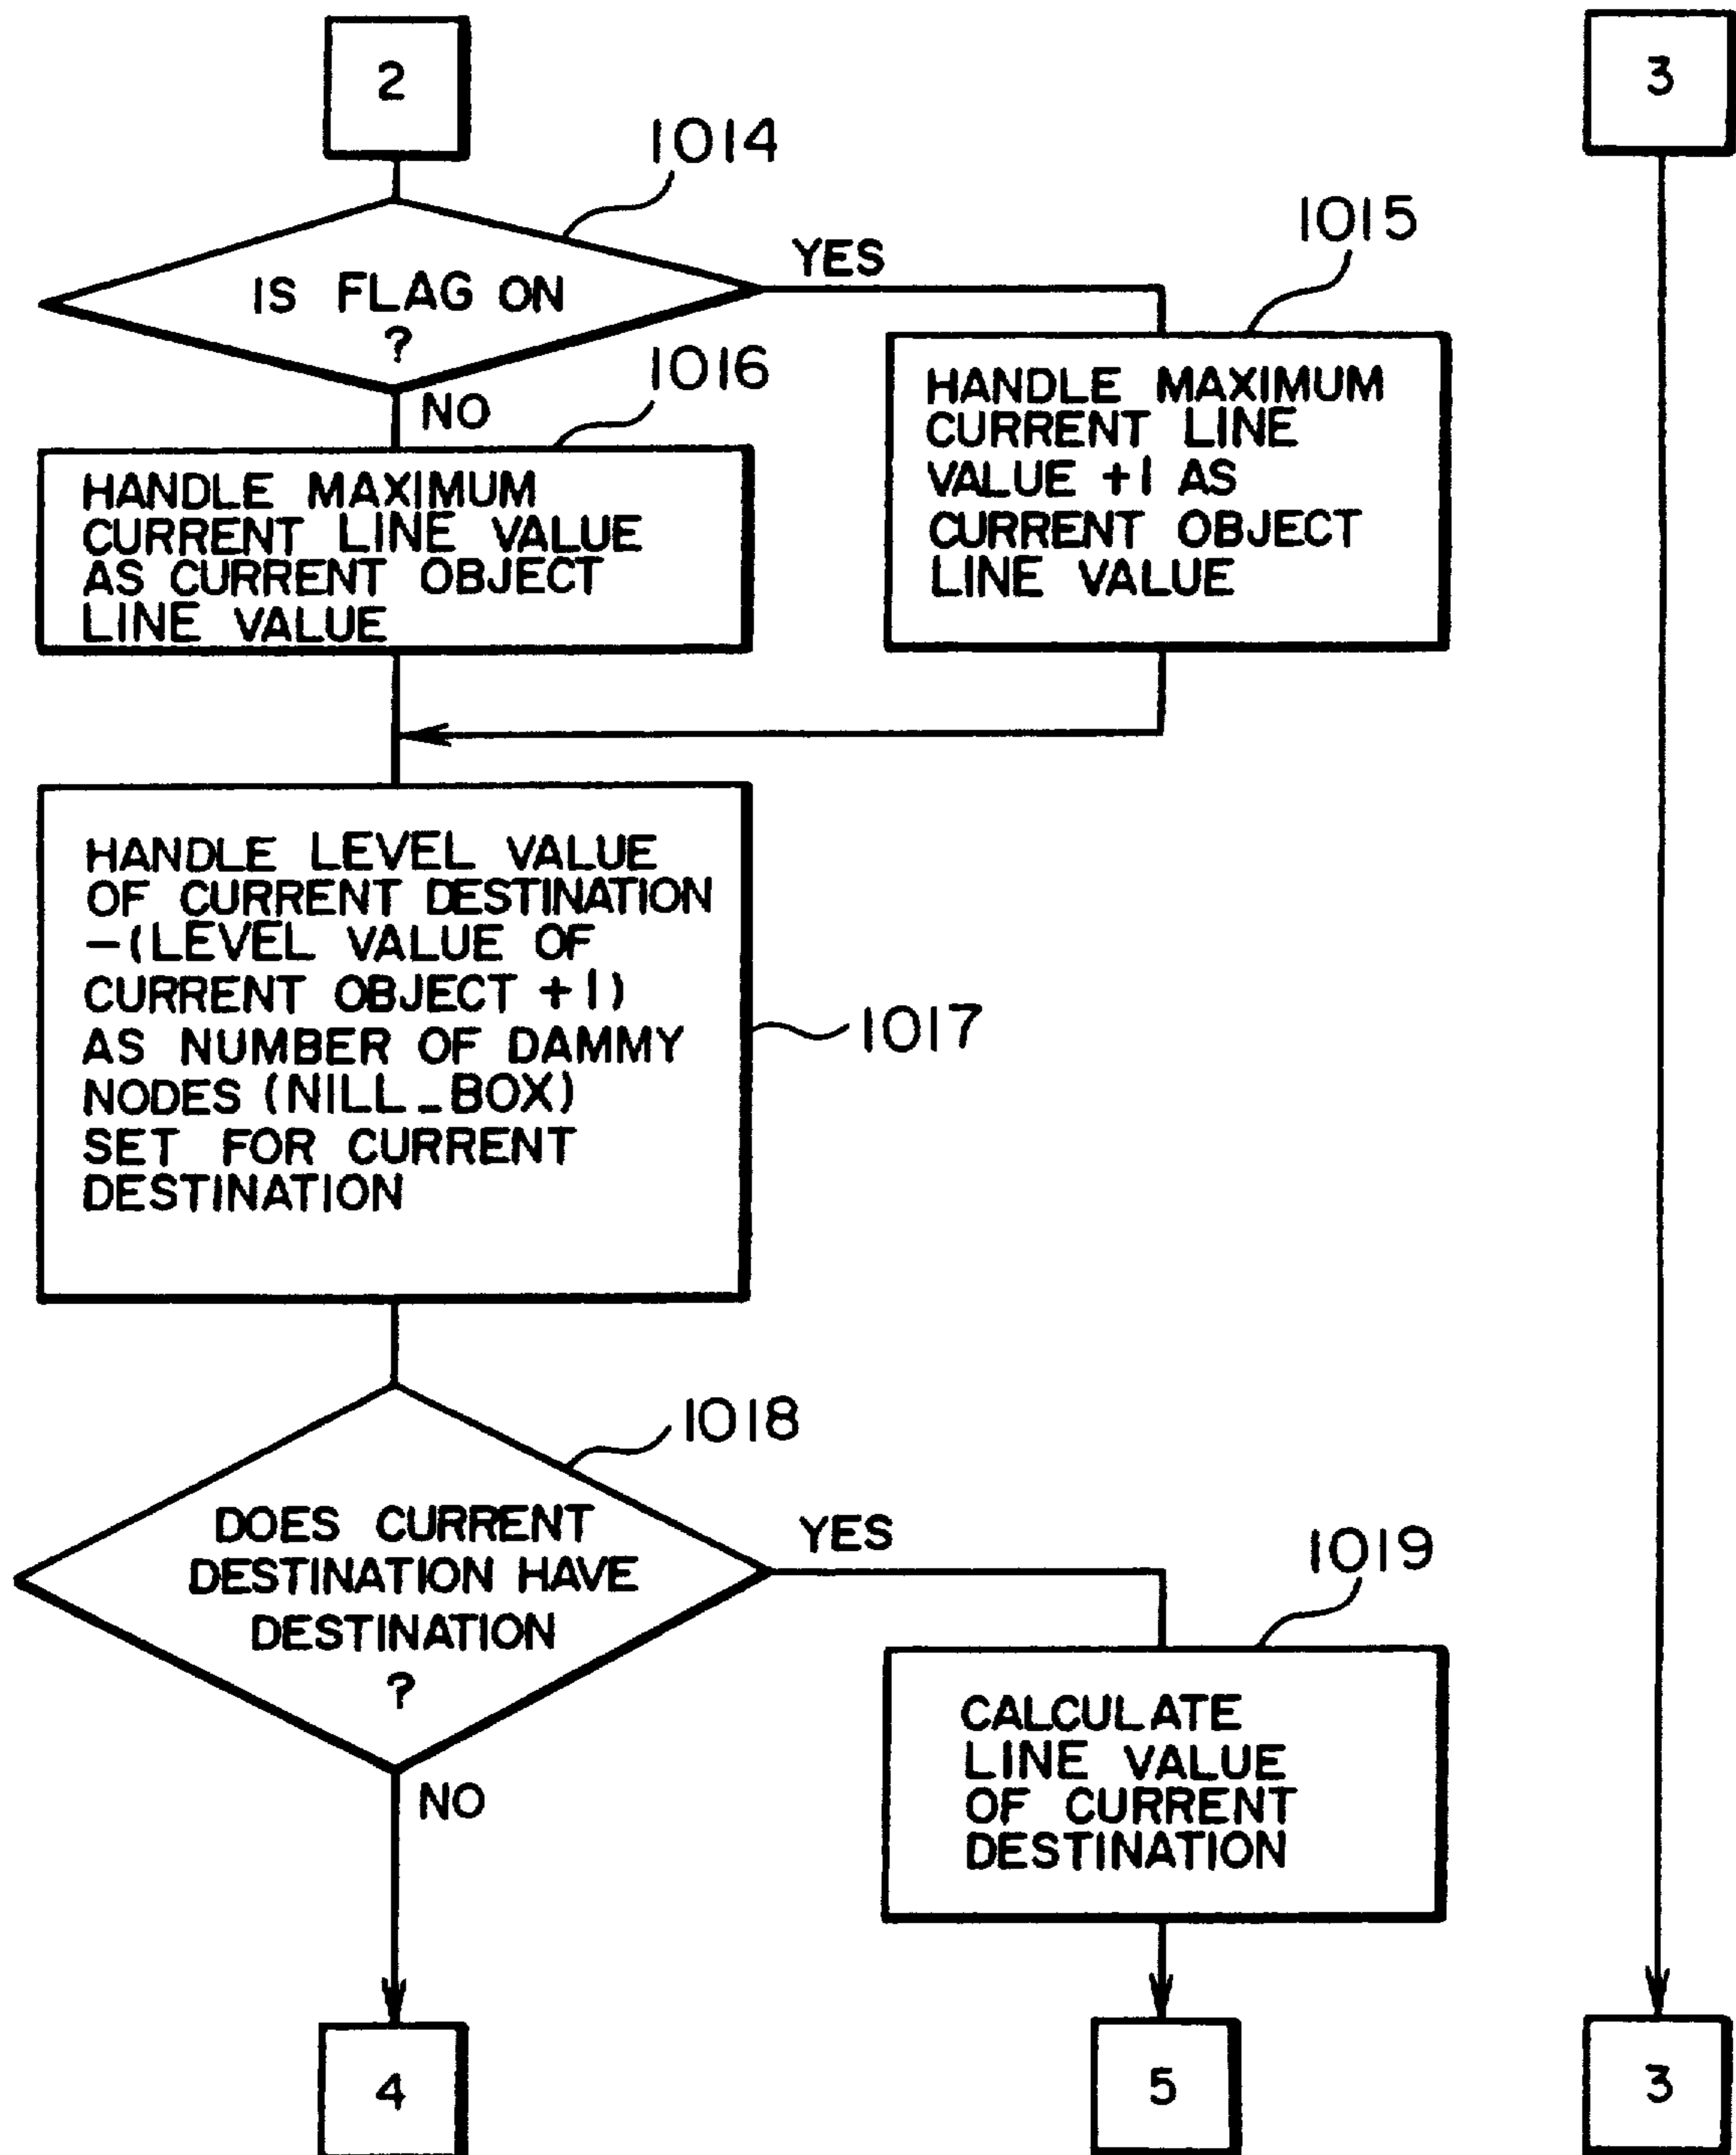 2
3
1014
IS FLAG ON
?
YES
1015
HANDLE MAXIMUM
CURRENT LINE
VALUE +1 AS
CURRENT OBJECT
LINE VALUE
NO
1016
HANDLE MAXIMUM
CURRENT LINE VALUE
AS CURRENT OBJECT
LINE VALUE
HANDLE LEVEL VALUE
OF CURRENT DESTINATION
-(LEVEL VALUE OF
CURRENT OBJECT +1)
AS NUMBER OF DAMMY
NODES (NILL_BOX)
SET FOR CURRENT
DESTINATION
1017
1018
DOES CURRENT
DESTINATION HAVE
DESTINATION
?
YES
1019
CALCULATE
LINE VALUE
OF CURRENT
DESTINATION
NO
4
5
3